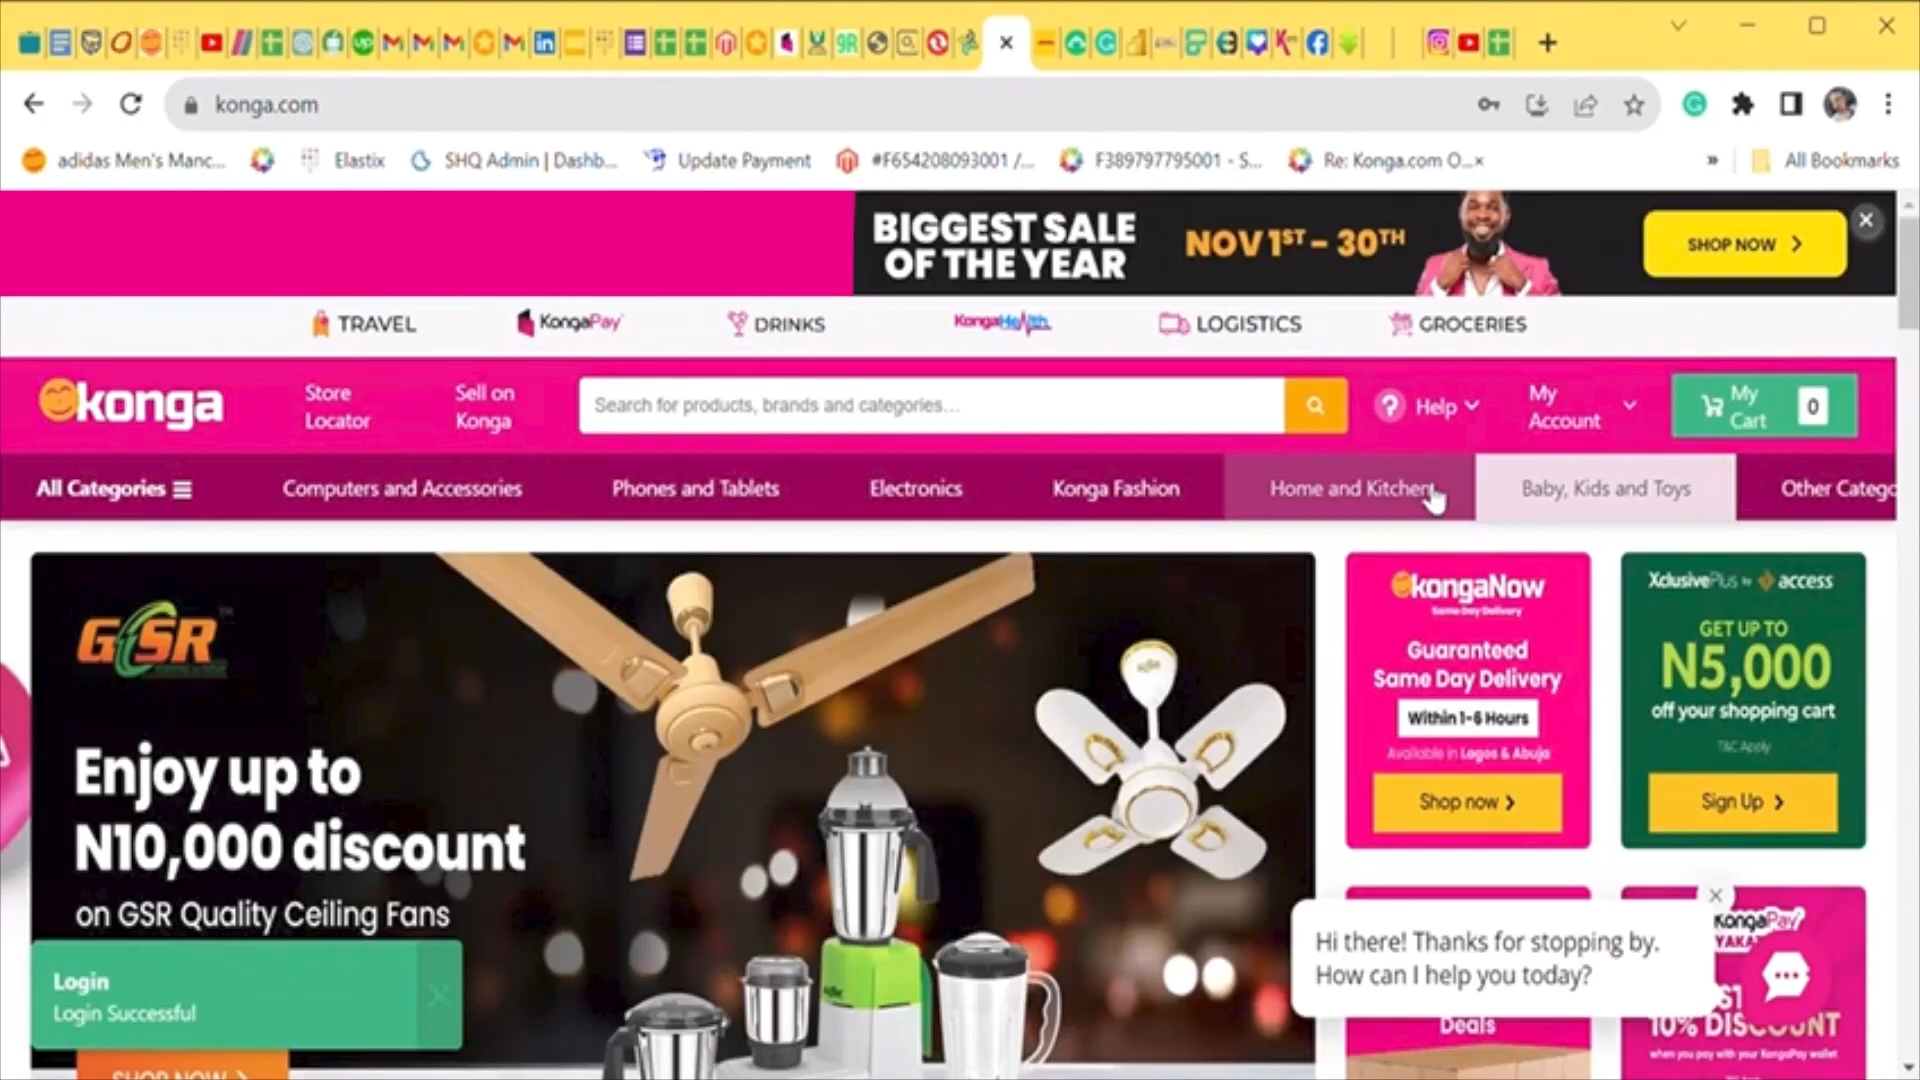 konga.com
adidas Men's Manc...
Elastix
SHQ Admin | Dashb...
Update Payment
#F654208093001 /...
F389797795001 - S...
Re: Konga.com O...
»
All Bookmarks
BIGGEST SALE
OF THE YEAR
NOV 1ST - 30TH
SHOP NOW
TRAVEL
KongaPay
DRINKS
KongaHealth
LOGISTICS
GROCERIES
konga
Store
Locator
Sell on
Konga
Search for products, brands and categories...
Help
My
Account
My
Cart
0
All Categories
Computers and Accessories
Phones and Tablets
Electronics
Konga Fashion
Home and Kitchen
Baby, Kids and Toys
Other Catego
GSR
Enjoy up to
N10,000 discount
on GSR Quality Ceiling Fans
SHOP NOW
kongaNow
Same Day Delivery
Guaranteed
Same Day Delivery
Within 1-6 Hours
Available in Lagos & Abuja
Shop now
XclusivePlus by access
GET UP TO
N5,000
off your shopping cart
T&C Apply
Sign Up
Login
Login Successful
Hi there! Thanks for stopping by.
How can I help you today?
Deals
KongaPay
YAKA
10% DISCOUNT
when you pay with your KongaPay wallet